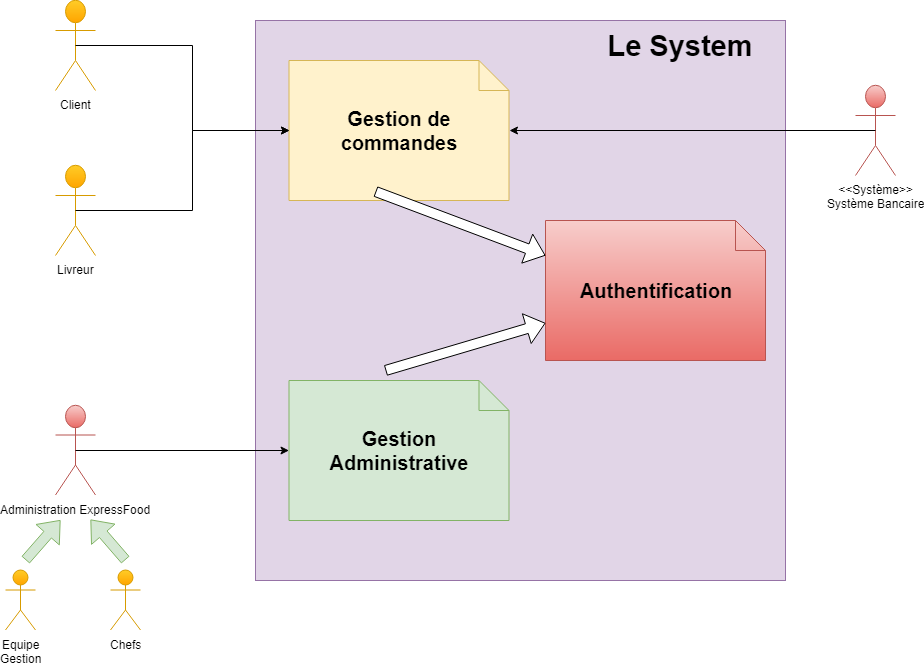 Le System
Client
Gestion de
commandes
<<Système>>
Système Bancaire
Livreur
Authentification
Gestion
Administrative
Administration ExpressFood
Equipe
Gestion
Chefs